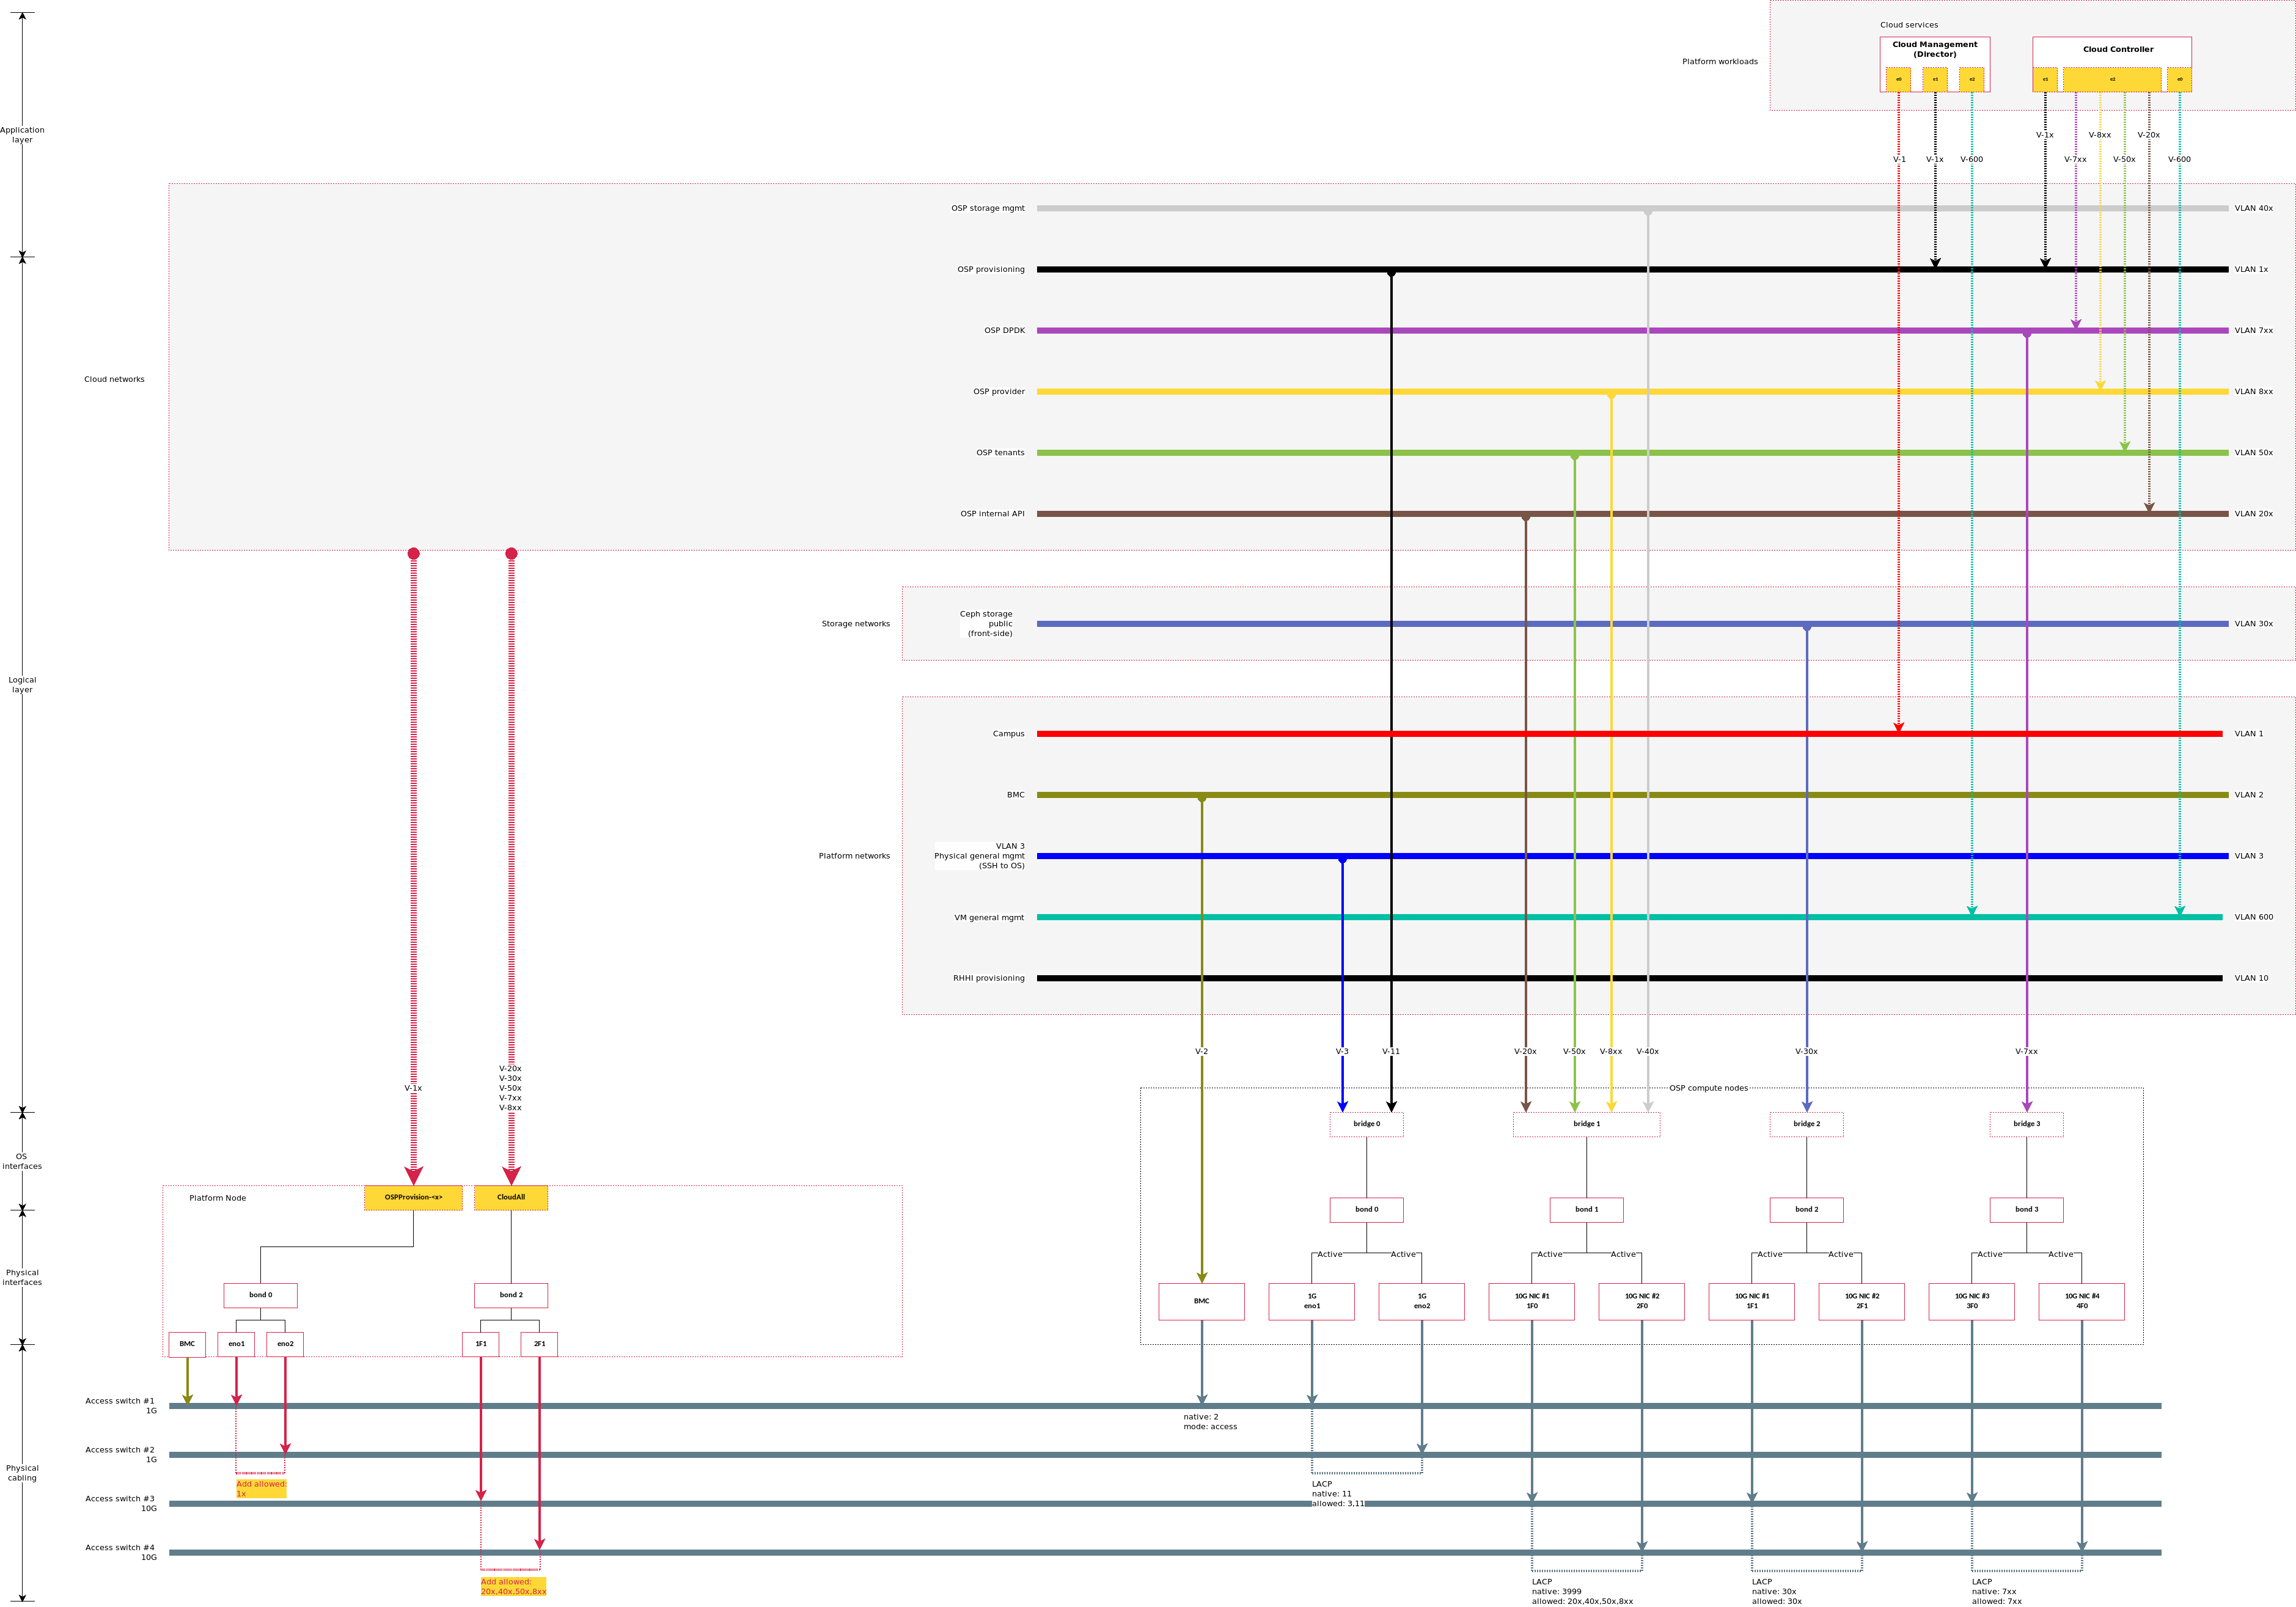 Cloud services
Platform workloads
Cloud Management
(Director)
Cloud Controller
e0
e1
e2
e1
e2
e0
Application
layer
V-1x
V-8xx
V-20x
V-1
V-1x
V-600
V-7xx
V-50x
V-600
OSP storage mgmt
VLAN 40x
OSP provisioning
VLAN 1x
OSP DPDK
VLAN 7xx
Cloud networks
OSP provider
VLAN 8xx
OSP tenants
VLAN 50x
OSP internal API
VLAN 20x
Storage networks
Ceph storage
public
(front-side)
VLAN 30x
Logical
layer
Campus
VLAN 1
BMC
VLAN 2
Platform networks
VLAN 3
Physical general mgmt
(SSH to OS)
VLAN 3
VM general mgmt
VLAN 600
RHHI provisioning
VLAN 10
V-2
V-3
V-11
V-20x
V-50x
V-8xx
V-40x
V-30x
V-7xx
V-1x
V-20x
V-30x
V-50x
V-7xx
V-8xx
OSP compute nodes
bridge 0
bridge 1
bridge 2
bridge 3
OS
interfaces
Platform Node
OSPProvision-<x>
CloudAll
bond 0
bond 1
bond 2
bond 3
Active
Active
Active
Active
Active
Active
Active
Active
Physical
interfaces
bond 0
bond 2
BMC
1G
eno1
1G
eno2
10G NIC #1
1F0
10G NIC #2
2F0
10G NIC #1
1F1
10G NIC #2
2F1
10G NIC #3
3F0
10G NIC #4
4F0
BMC
eno1
eno2
1F1
2F1
Access switch #1
1G
native: 2
mode: access
Access switch #2
1G
Physical
cabling
Add allowed:
1x
LACP
native: 11
allowed: 3,11
Access switch #3
10G
Access switch #4
10G
Add allowed:
20x,40x,50x,8xx
LACP
native: 3999
allowed: 20x,40x,50x,8xx
LACP
native: 30x
allowed: 30x
LACP
native: 7xx
allowed: 7xx